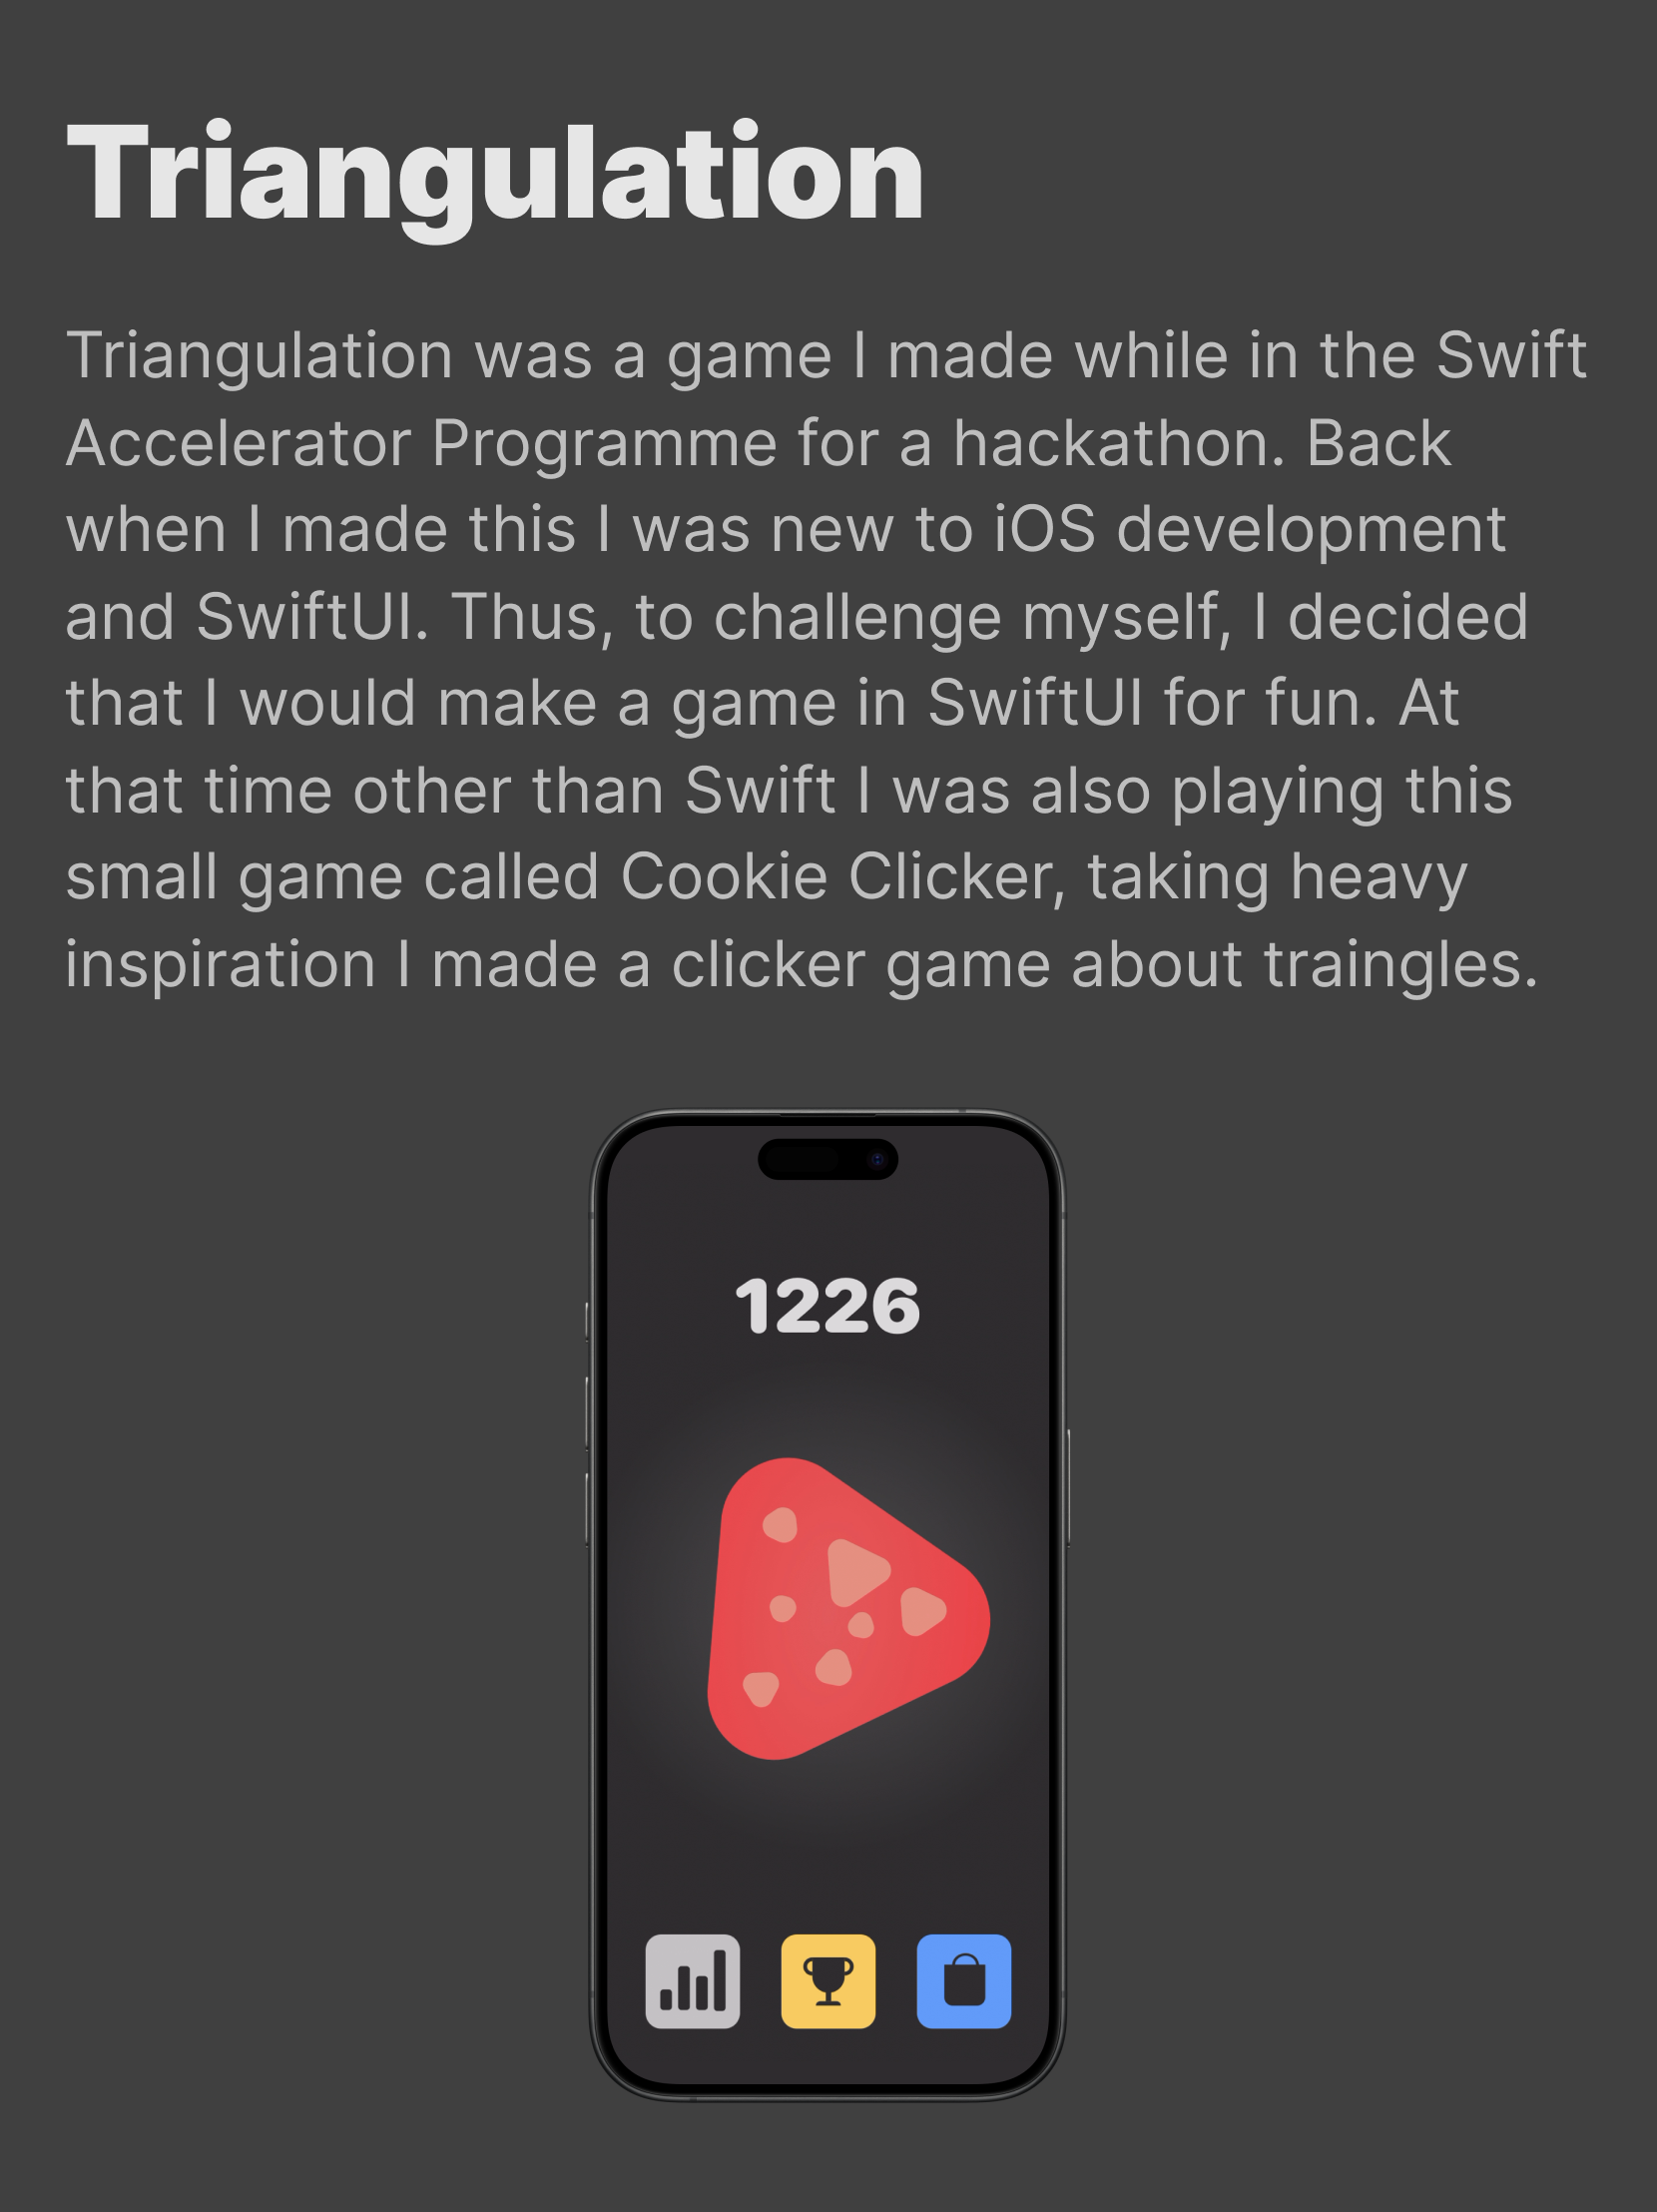 Triangulation
Triangulation was a game I made while in the Swift
Accelerator Programme for a hackathon. Back
when I made this I was new to iOS development
and SwiftUI. Thus, to challenge myself, I decided
that I would make a game in SwiftUI for fun. At
that time other than Swift I was also playing this
small game called Cookie Clicker, taking heavy
inspiration I made a clicker game about traingles.
1226